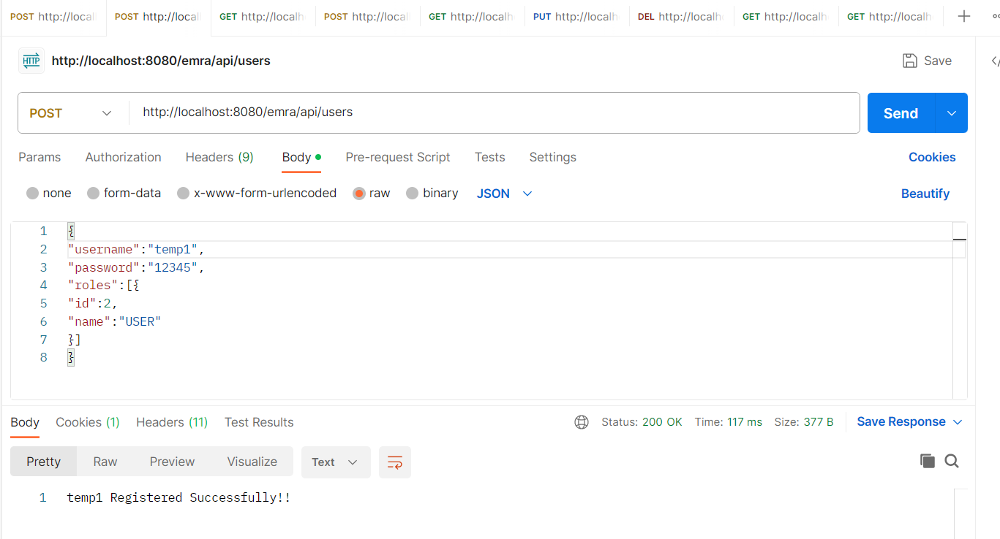 POST http://local POST http://local GET http://localh POST http://local GET http://localh PUT http://localh DEL http://localh GET http://localh GET http://localh
HTTP http://localhost:8080/emra/api/users Save
POST http://localhost:8080/emra/api/users Send
Params Authorization Headers (9) Body Pre-request Script Tests Settings Cookies
none form-data x-www-form-urlencoded raw binary JSON Beautify
1 {
2 "username":"temp1",
3 "password":"12345",
4 "roles":[{
5 "id":2,
6 "name":"USER"
7 }]
8 }
Body Cookies (1) Headers (11) Test Results Status: 200 OK Time: 117 ms Size: 377 B Save Response
Pretty Raw Preview Visualize Text
1 temp1 Registered Successfully!!